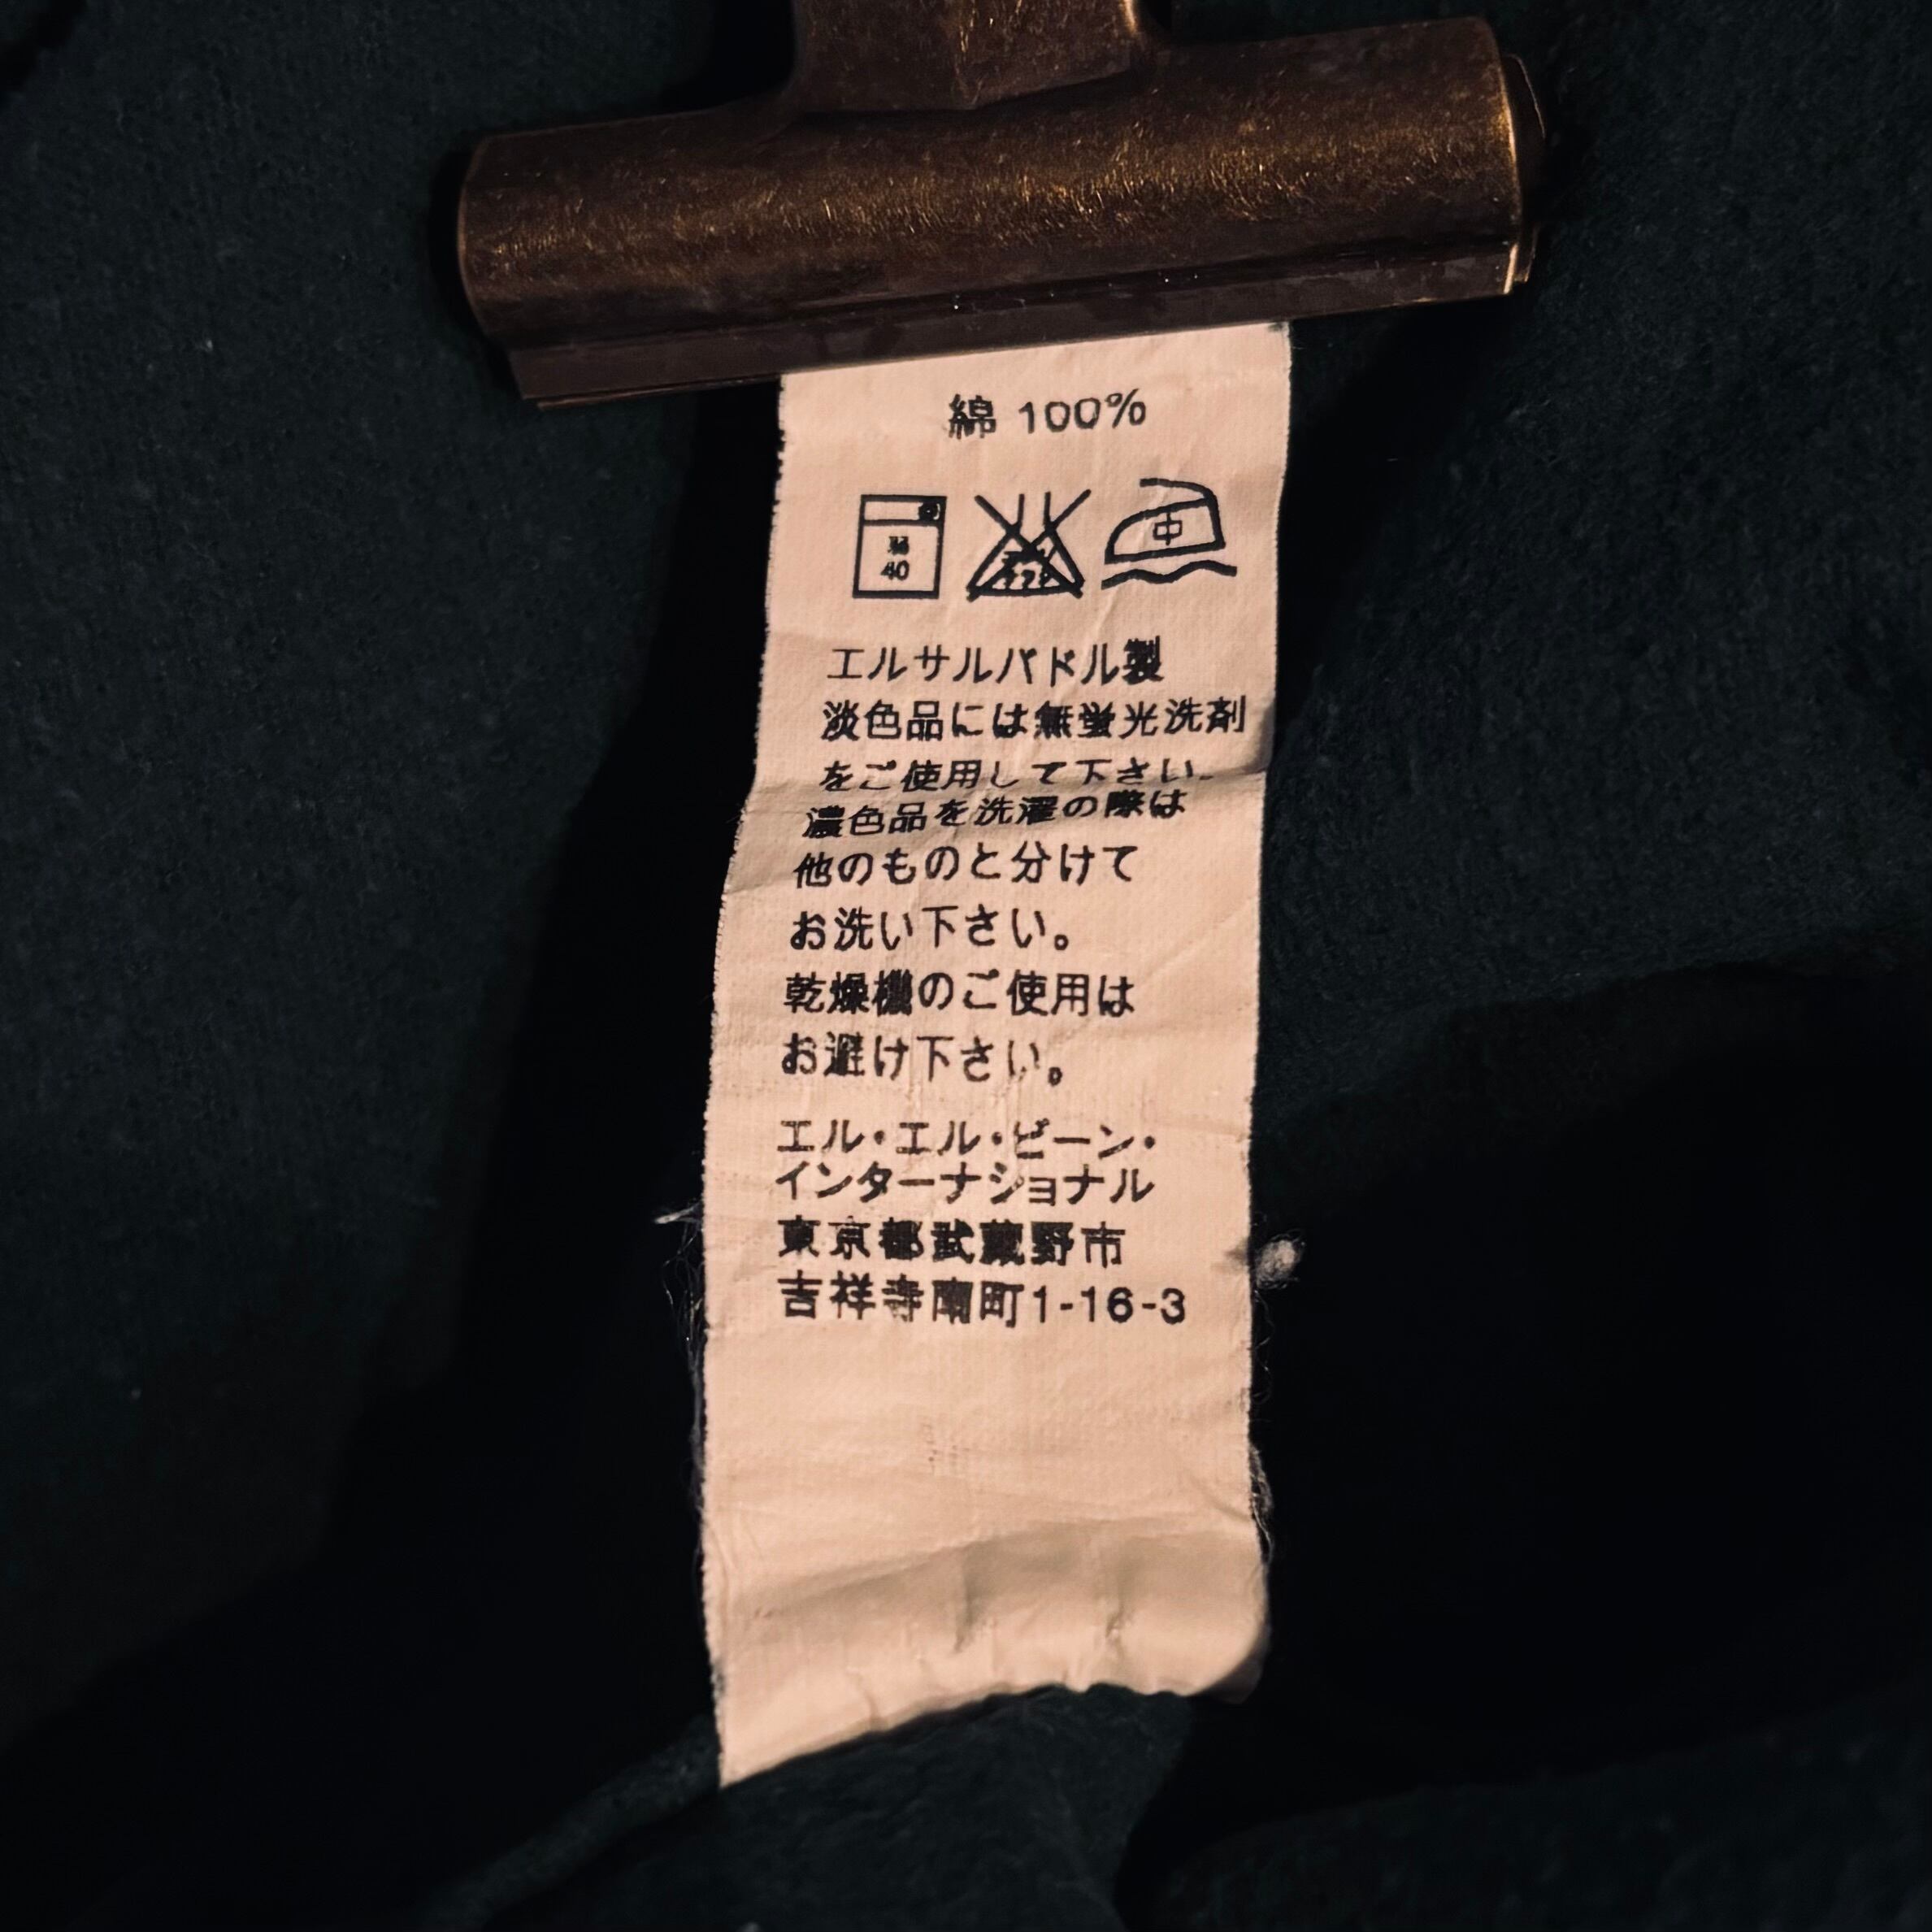 綿 100%
40
中
エルサルバドル製
淡色品には無蛍光洗剤
をご使用して下さい。
濃色品を洗濯の際は
他のものと分けて
お洗い下さい。
乾燥機のご使用は
お避け下さい。
エル・エル・ビーン・
インターナショナル
東京都武蔵野市
吉祥寺南町1-16-3